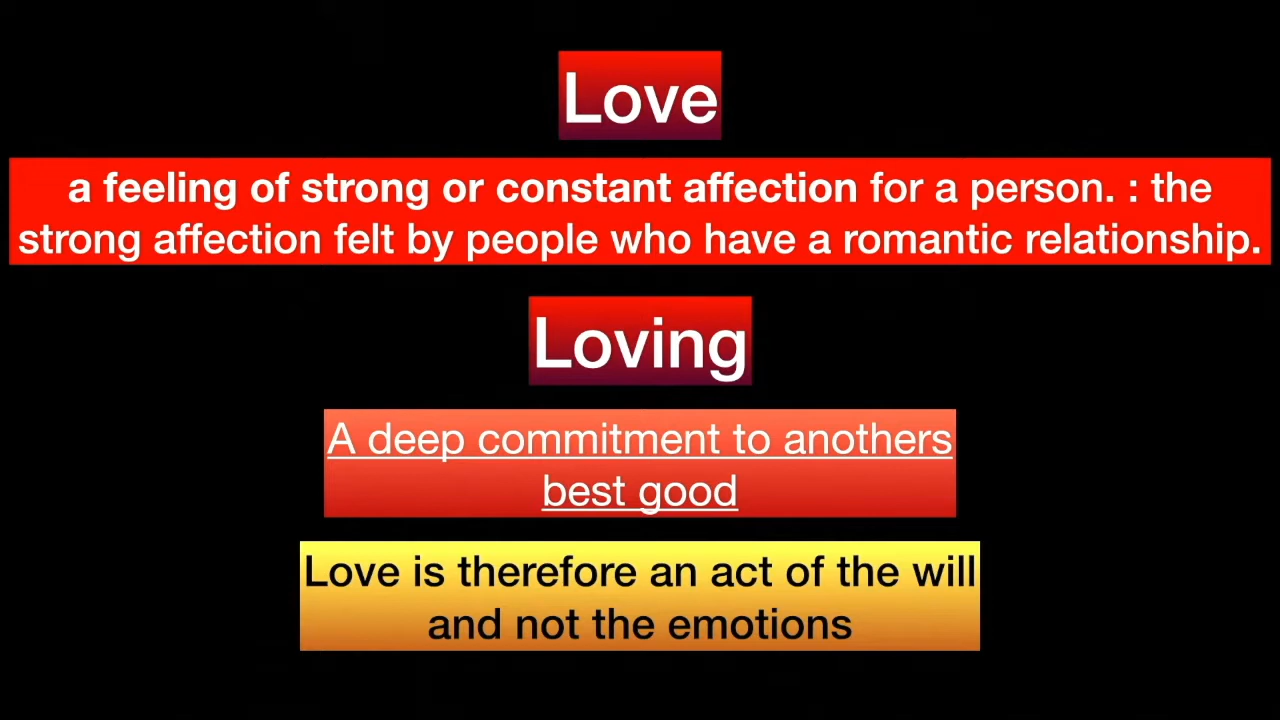 Love
a feeling of strong or constant affection for a person. : the
strong affection felt by people who have a romantic relationship.
Loving
A deep commitment to anothers
best good
Love is therefore an act of the will
and not the emotions